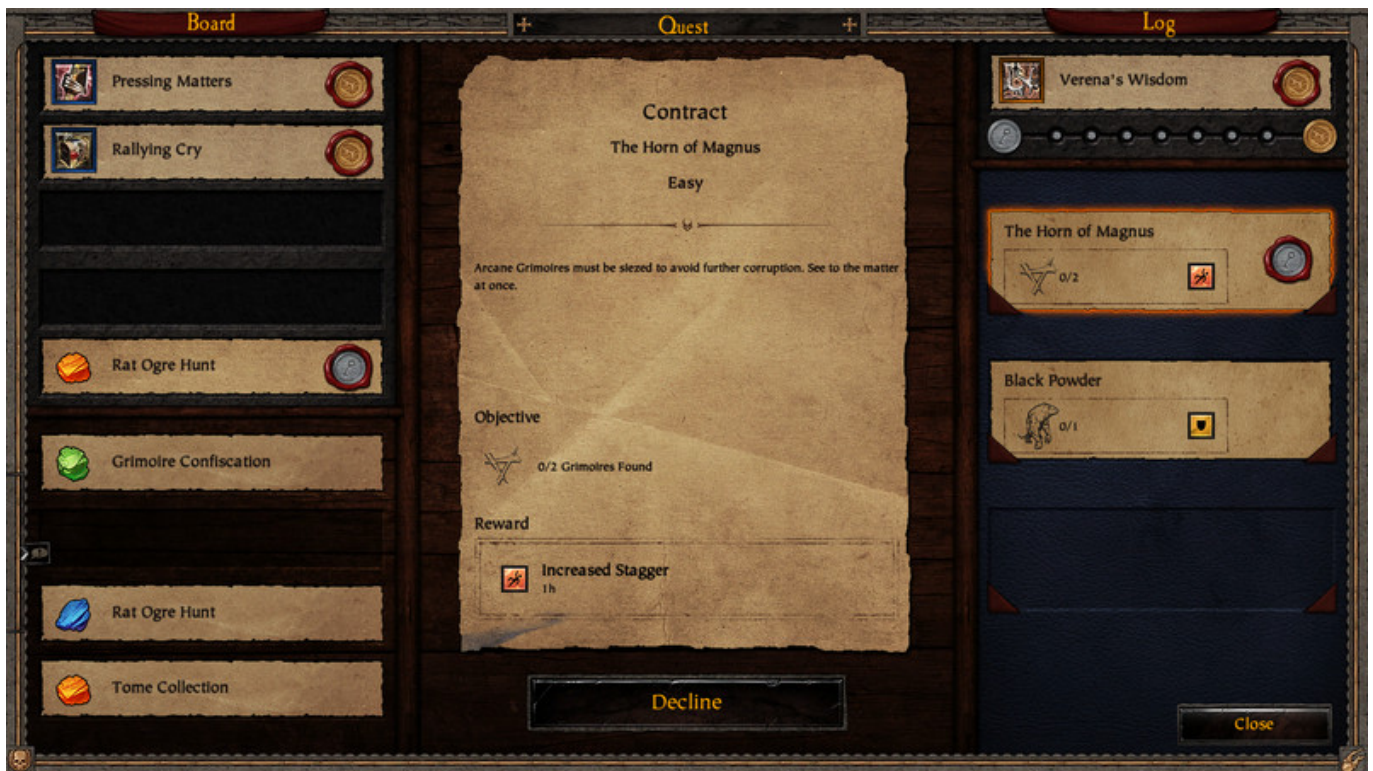 Board
Quest
Log
Pressing Matters
Rallying Cry
Rat Ogre Hunt
Grimoire Confiscation
Rat Ogre Hunt
Tome Collection
Contract
The Horn of Magnus
Easy
Arcane Grimoires must be siezed to avoid further corruption. See to the matter
at once.
Objective
0/2 Grimoires Found
Reward
Increased Stagger
1h
Decline
Verena's Wisdom
The Horn of Magnus
0/2
Black Powder
0/1
Close